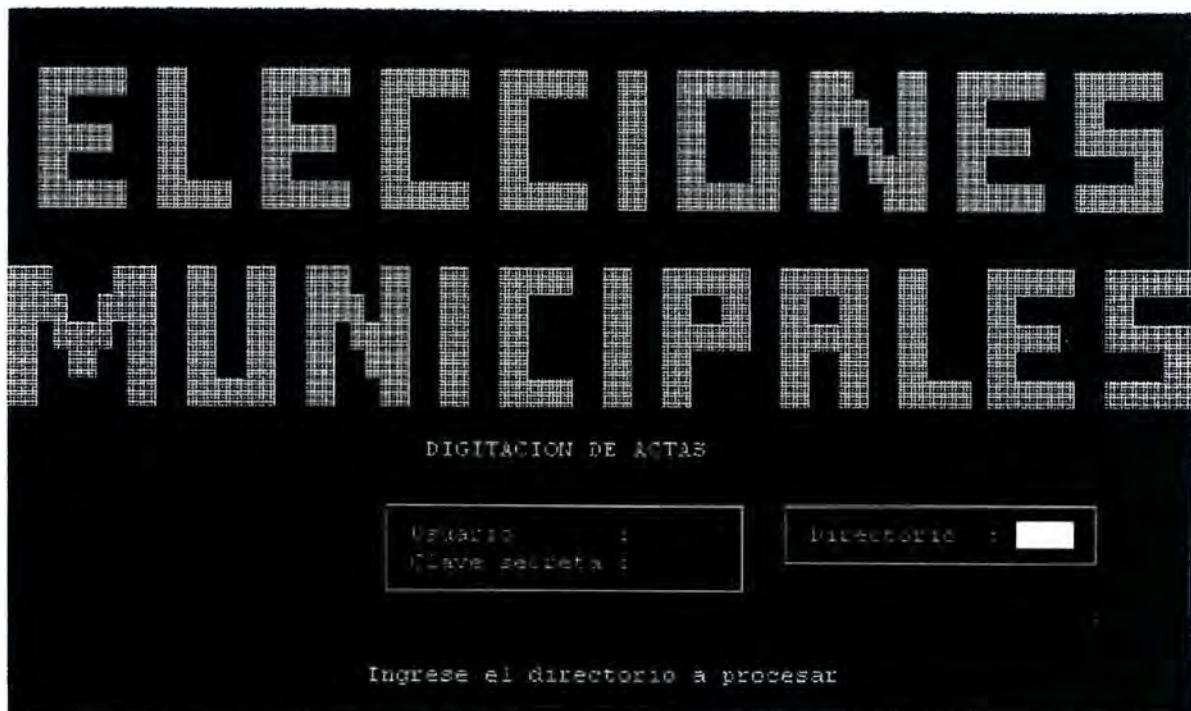 ELECCIONES
MUNICIPALES
DIGITACION DE ACTAS
Usuario :
Clave secreta :
Directorio :
Ingrese el directorio a procesar